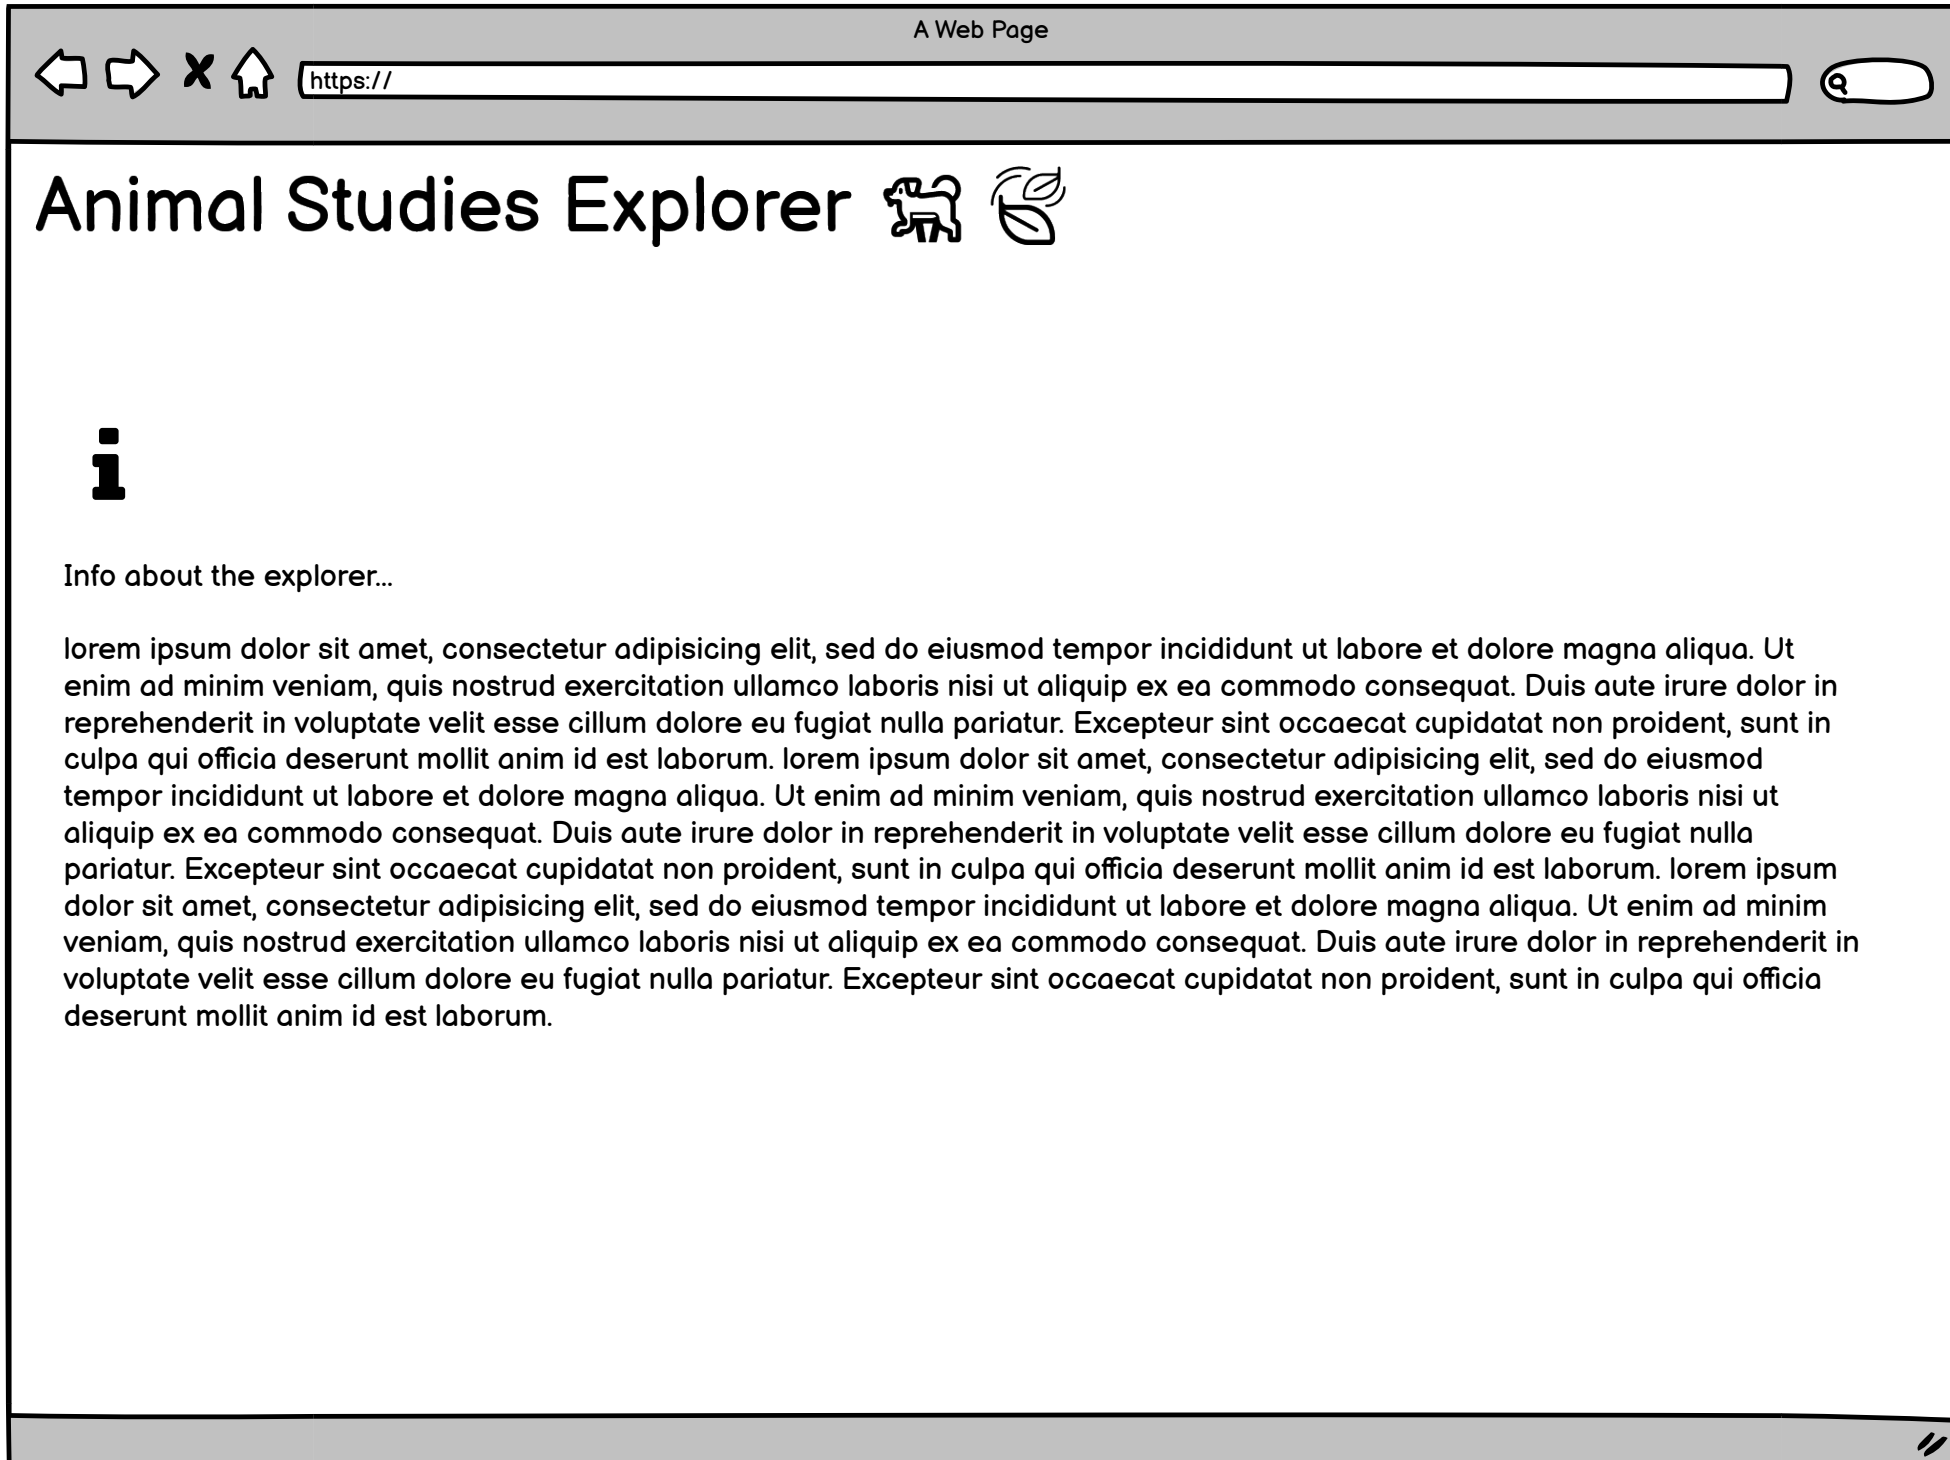 A Web Page
https://
Animal Studies Explorer
i
Info about the explorer...
lorem ipsum dolor sit amet, consectetur adipisicing elit, sed do eiusmod tempor incididunt ut labore et dolore magna aliqua. Ut
enim ad minim veniam, quis nostrud exercitation ullamco laboris nisi ut aliquip ex ea commodo consequat. Duis aute irure dolor in
reprehenderit in voluptate velit esse cillum dolore eu fugiat nulla pariatur. Excepteur sint occaecat cupidatat non proident, sunt in
culpa qui officia deserunt mollit anim id est laborum. lorem ipsum dolor sit amet, consectetur adipisicing elit, sed do eiusmod
tempor incididunt ut labore et dolore magna aliqua. Ut enim ad minim veniam, quis nostrud exercitation ullamco laboris nisi ut
aliquip ex ea commodo consequat. Duis aute irure dolor in reprehenderit in voluptate velit esse cillum dolore eu fugiat nulla
pariatur. Excepteur sint occaecat cupidatat non proident, sunt in culpa qui officia deserunt mollit anim id est laborum. lorem ipsum
dolor sit amet, consectetur adipisicing elit, sed do eiusmod tempor incididunt ut labore et dolore magna aliqua. Ut enim ad minim
veniam, quis nostrud exercitation ullamco laboris nisi ut aliquip ex ea commodo consequat. Duis aute irure dolor in reprehenderit in
voluptate velit esse cillum dolore eu fugiat nulla pariatur. Excepteur sint occaecat cupidatat non proident, sunt in culpa qui officia
deserunt mollit anim id est laborum.